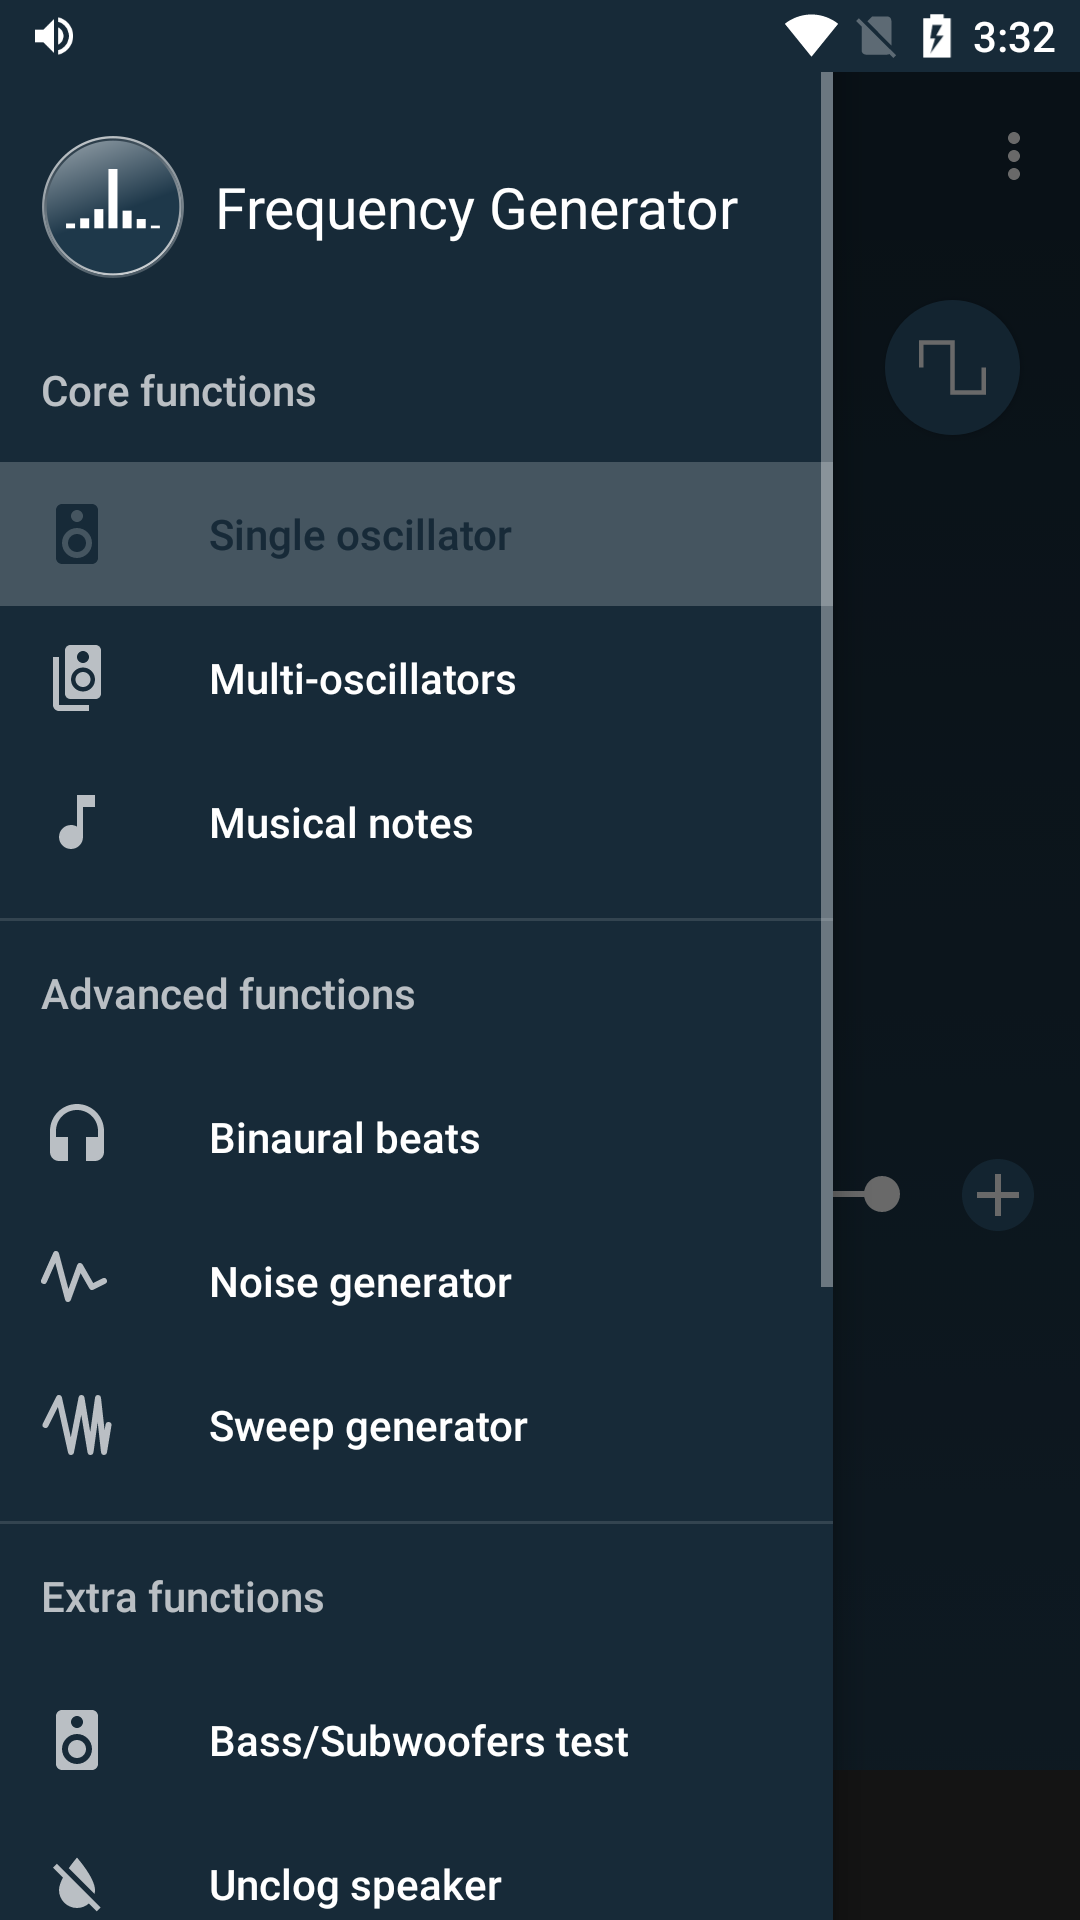 3:32
Frequency Generator
Core functions
Single oscillator
Multi-oscillators
Musical notes
Advanced functions
Binaural beats
Noise generator
Sweep generator
Extra functions
Bass/Subwoofers test
Unclog speaker